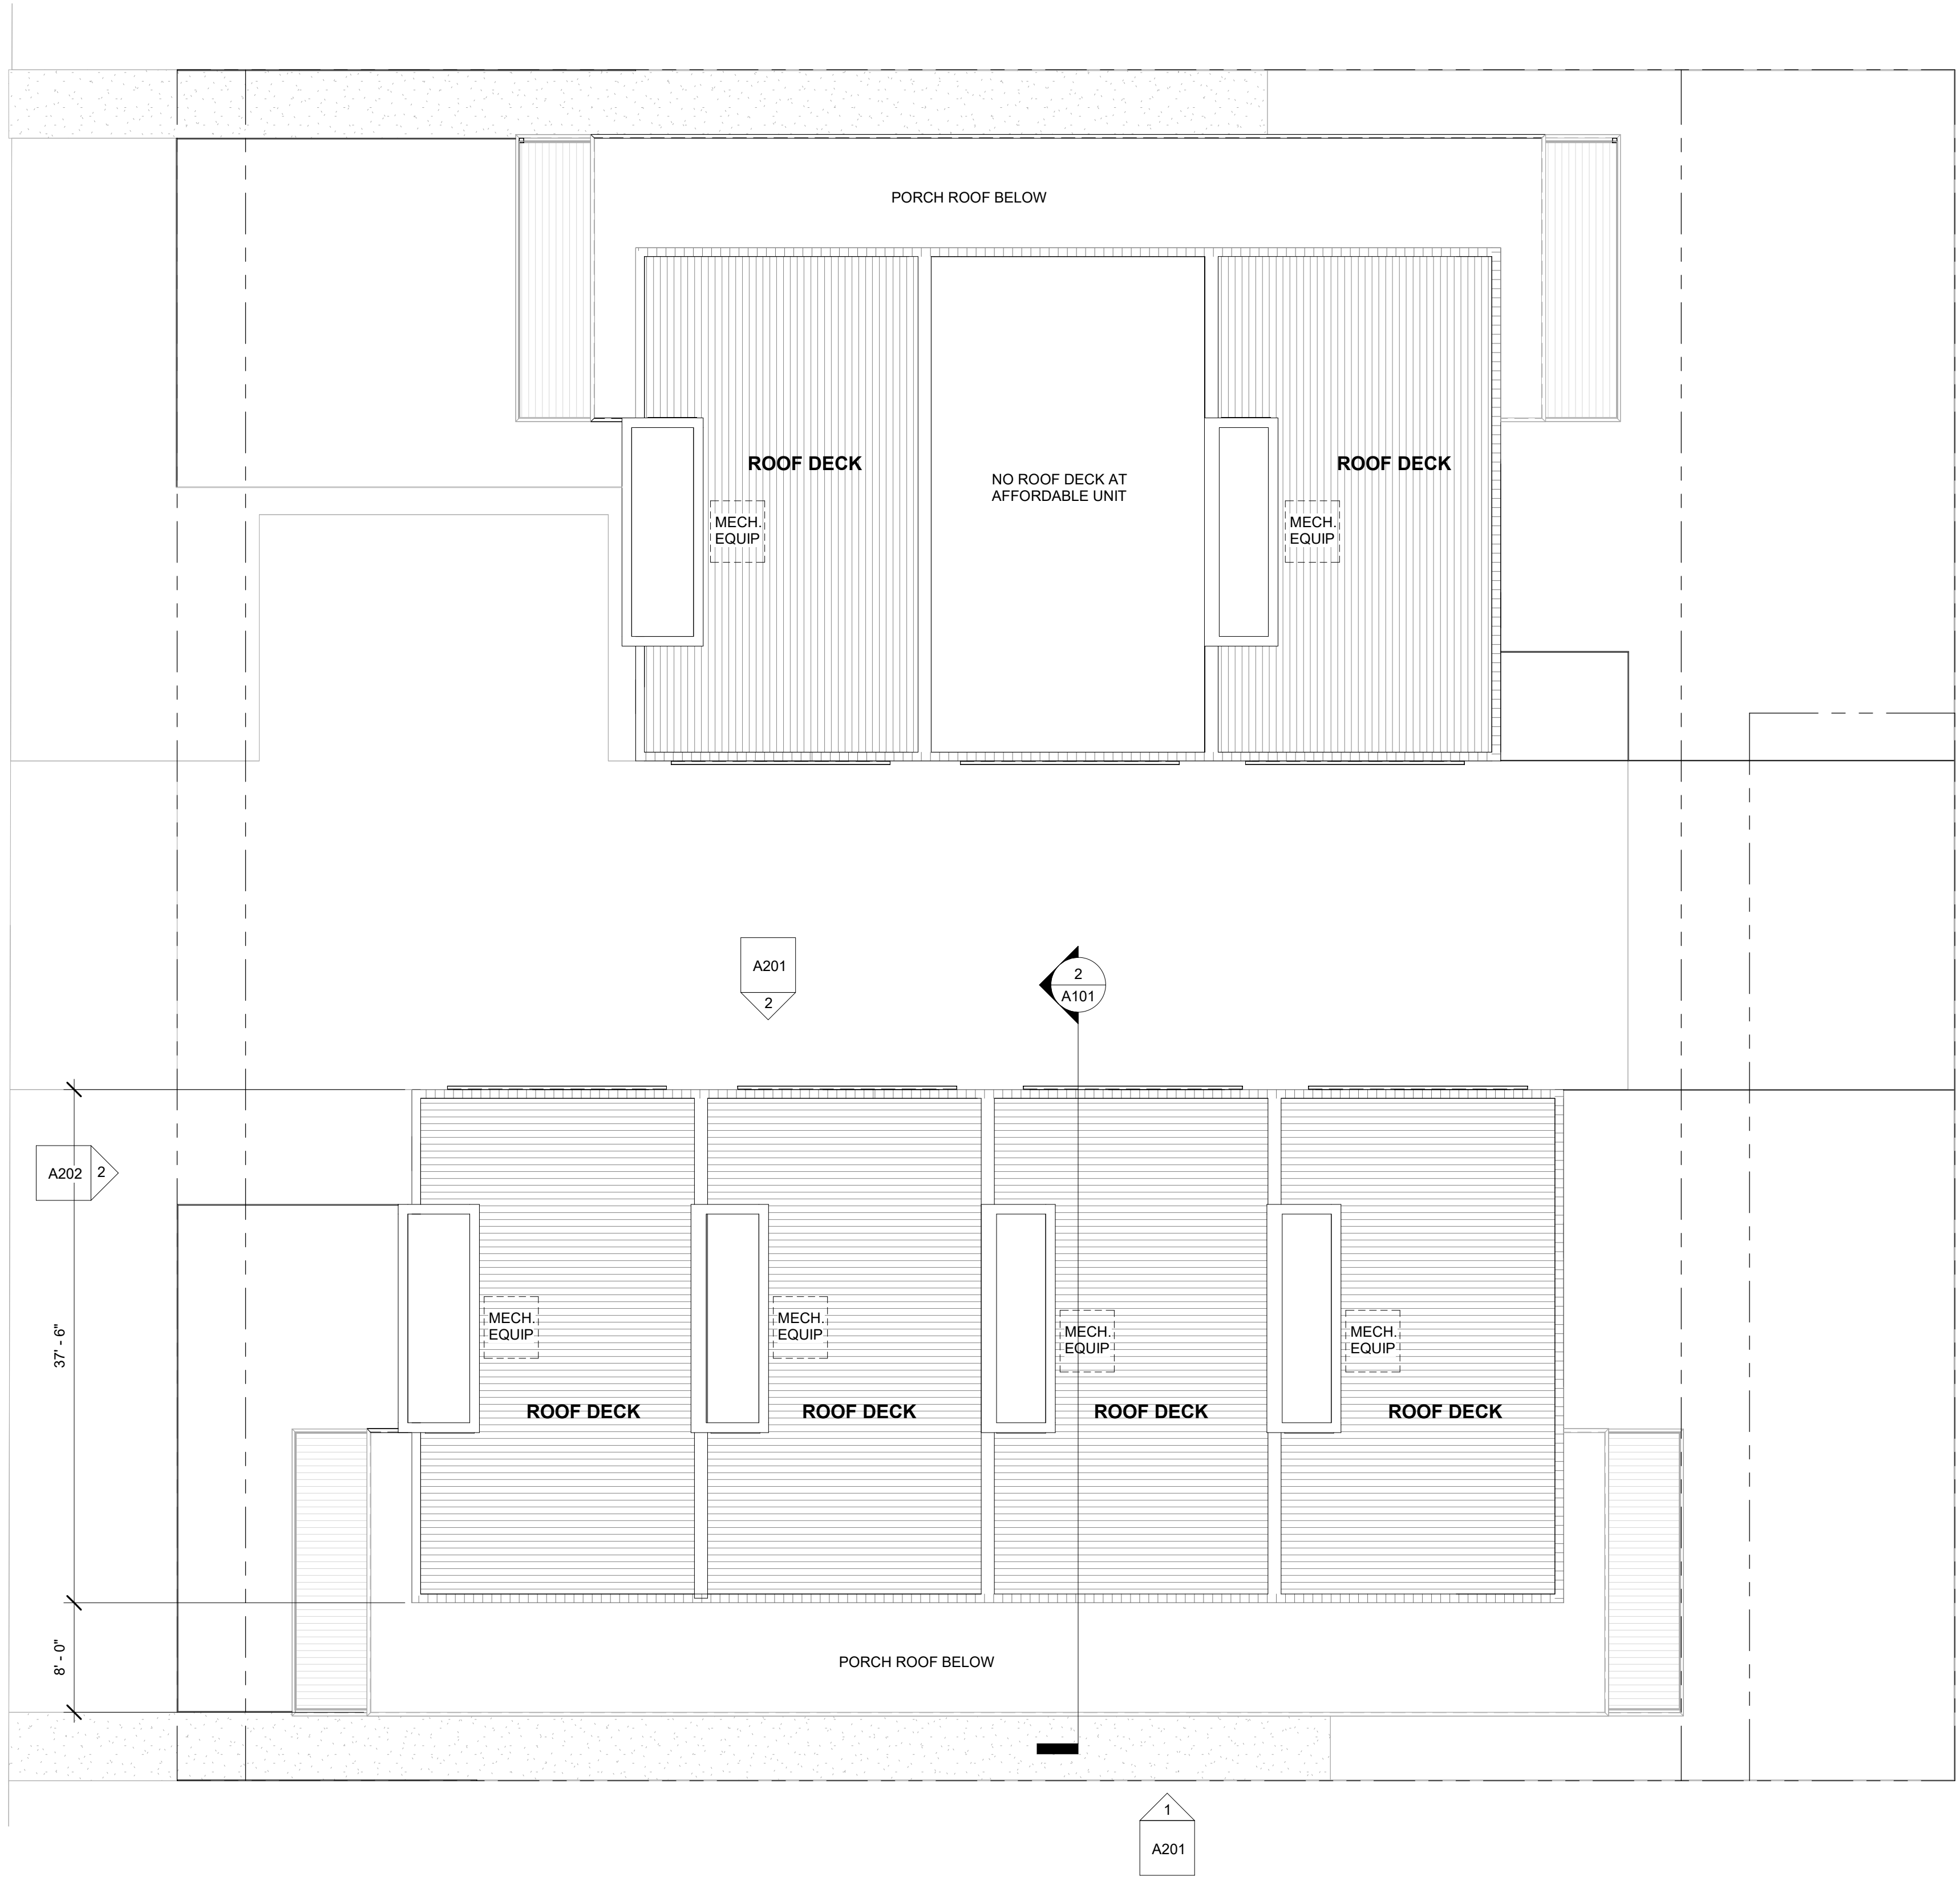 PORCH ROOF BELOW
ROOF DECK
ROOF DECK
NO ROOF DECK AT
AFFORDABLE UNIT
MECH.
EQUIP
MECH.
EQUIP
A201
2
2
A101
A202
2
37' - 6"
MECH.
EQUIP
MECH.
EQUIP
MECH.
EQUIP
MECH.
EQUIP
ROOF DECK
ROOF DECK
ROOF DECK
ROOF DECK
8' - 0"
PORCH ROOF BELOW
1
A201